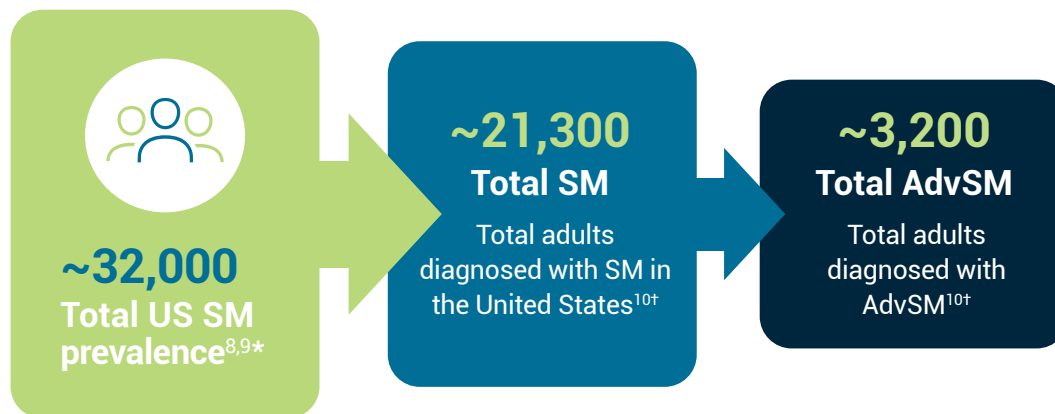 ~32,000
Total US SM
prevalence8,9*
~21,300
Total SM
Total adults
diagnosed with SM in
the United States10†
~3,200
Total AdvSM
Total adults
diagnosed with
AdvSM10†